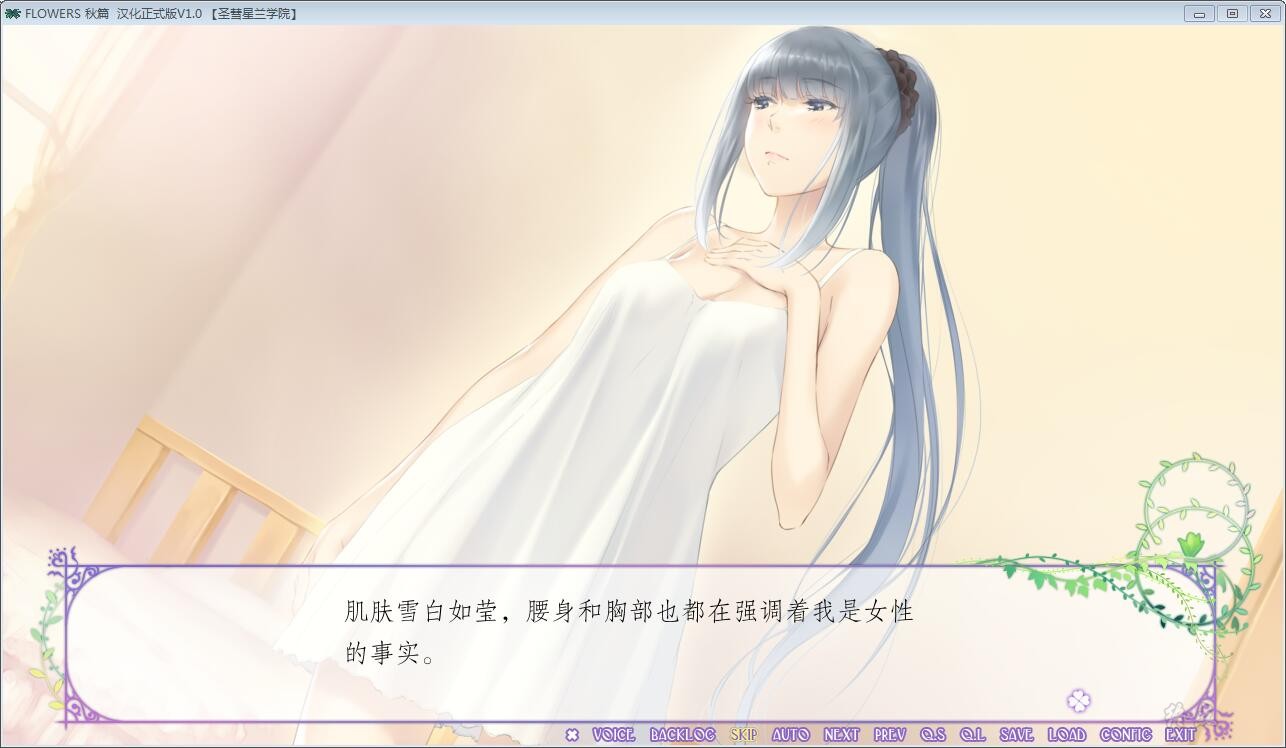 FLOWERS 秋篇 汉化正式版V1.0 【圣彗星兰学院】
肌肤雪白如莹，腰身和胸部也都在强调着我是女性
的事实。
VOICE BACKLOG SKIP AUTO NEXT PREV Q.S Q.L SAVE LOAD CONFIG EXIT